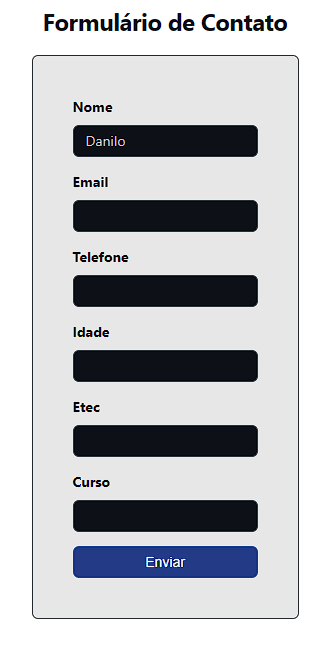 Formulário de Contato
Nome
Danilo
Email
Telefone
Idade
Etec
Curso
Enviar